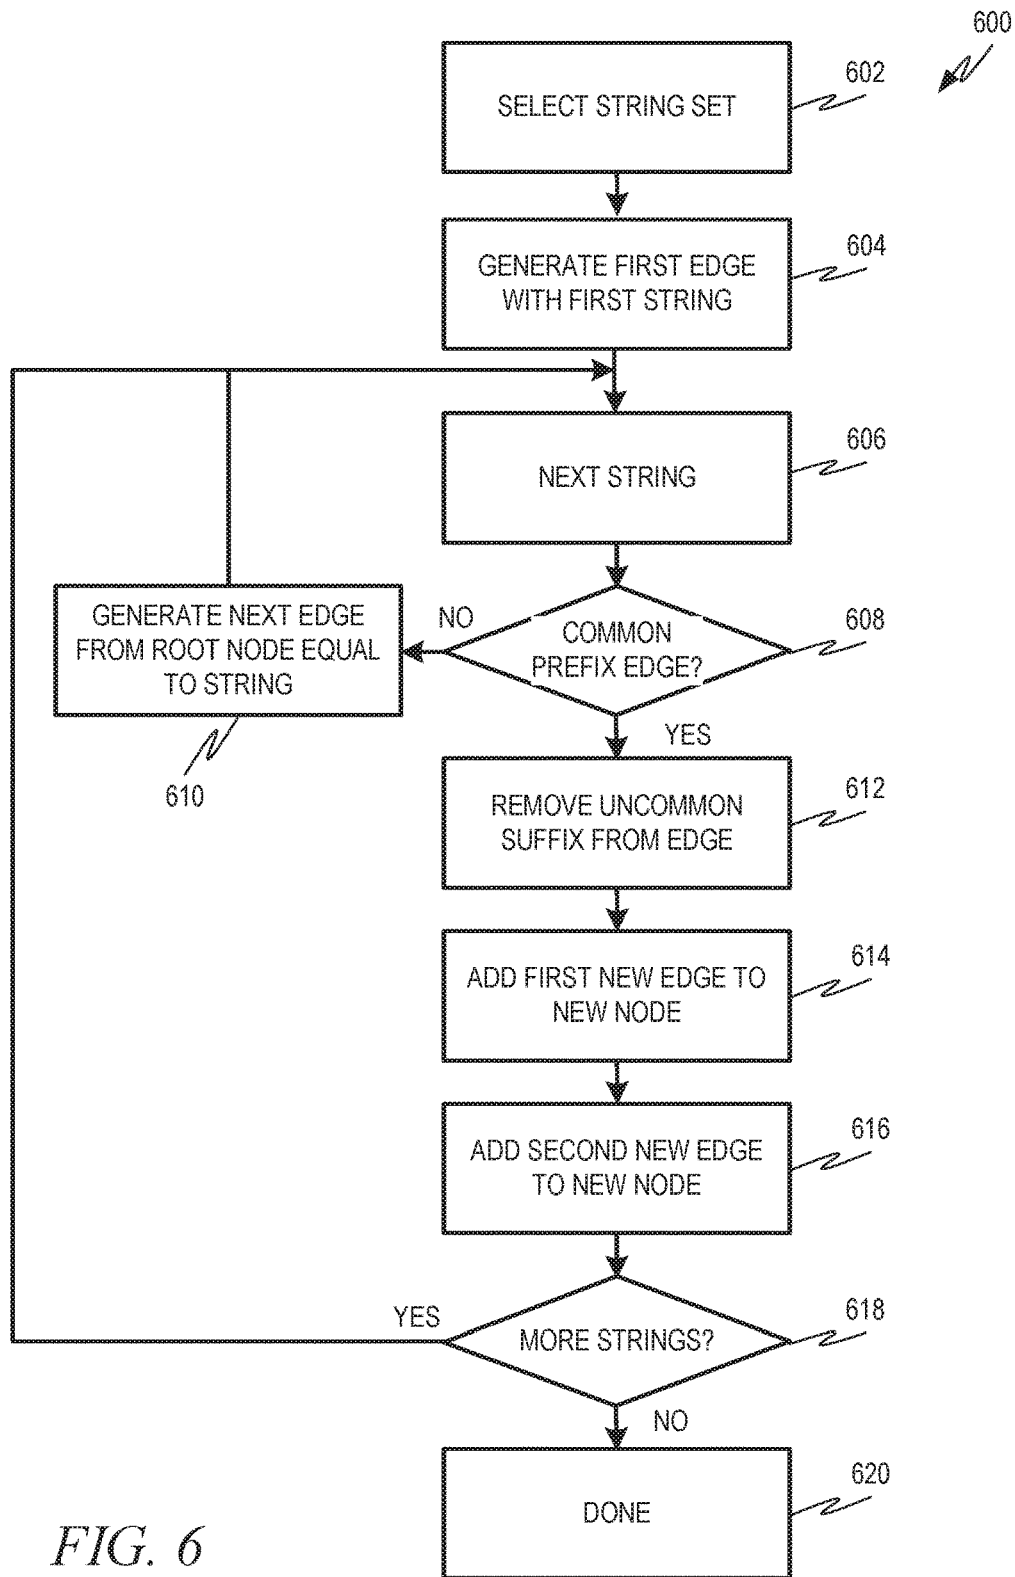 600
SELECT STRING SET
602
GENERATE FIRST EDGE
WITH FIRST STRING
604
NEXT STRING
606
COMMON
PREFIX EDGE?
608
NO
GENERATE NEXT EDGE
FROM ROOT NODE EQUAL
TO STRING
610
YES
REMOVE UNCOMMON
SUFFIX FROM EDGE
612
ADD FIRST NEW EDGE TO
NEW NODE
614
ADD SECOND NEW EDGE
TO NEW NODE
616
YES
MORE STRINGS?
618
NO
DONE
620
FIG. 6